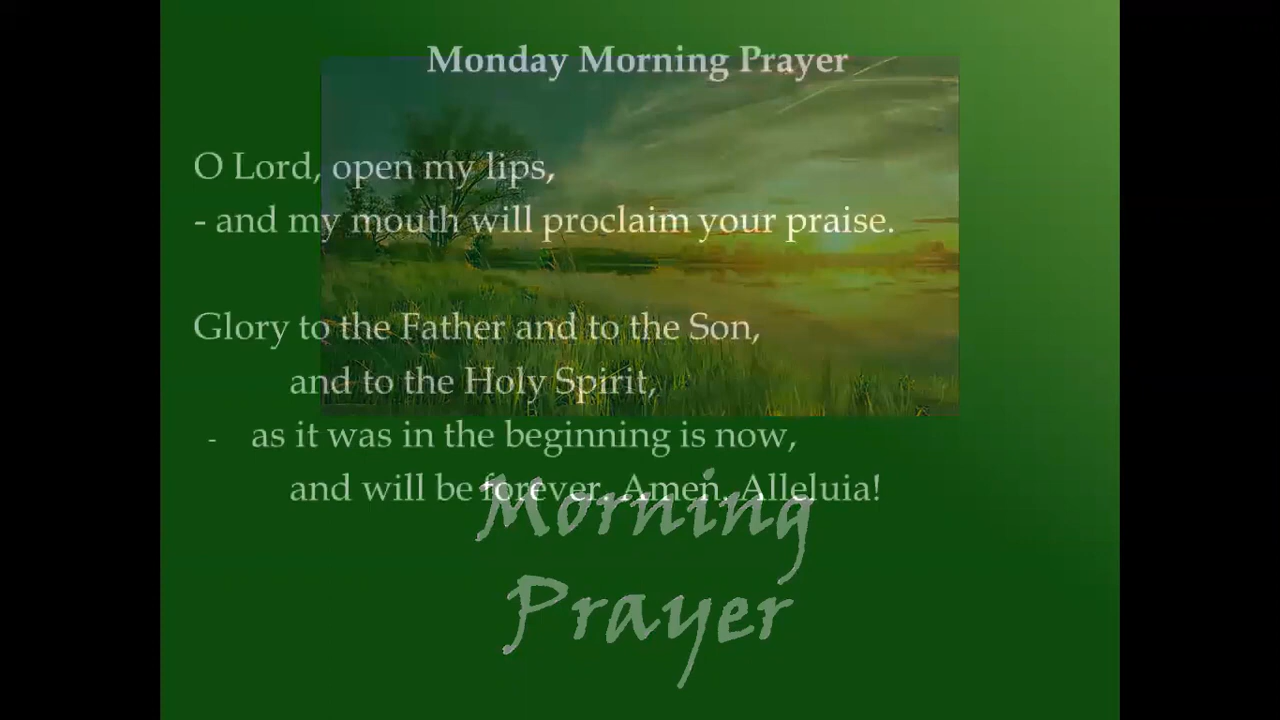 Monday Morning Prayer
O Lord, open my lips,
- and my mouth will proclaim your praise.
Glory to the Father and to the Son,
and to the Holy Spirit,
- as it was in the beginning is now,
and will be forever. Amen. Alleluia!
Morning
Prayer